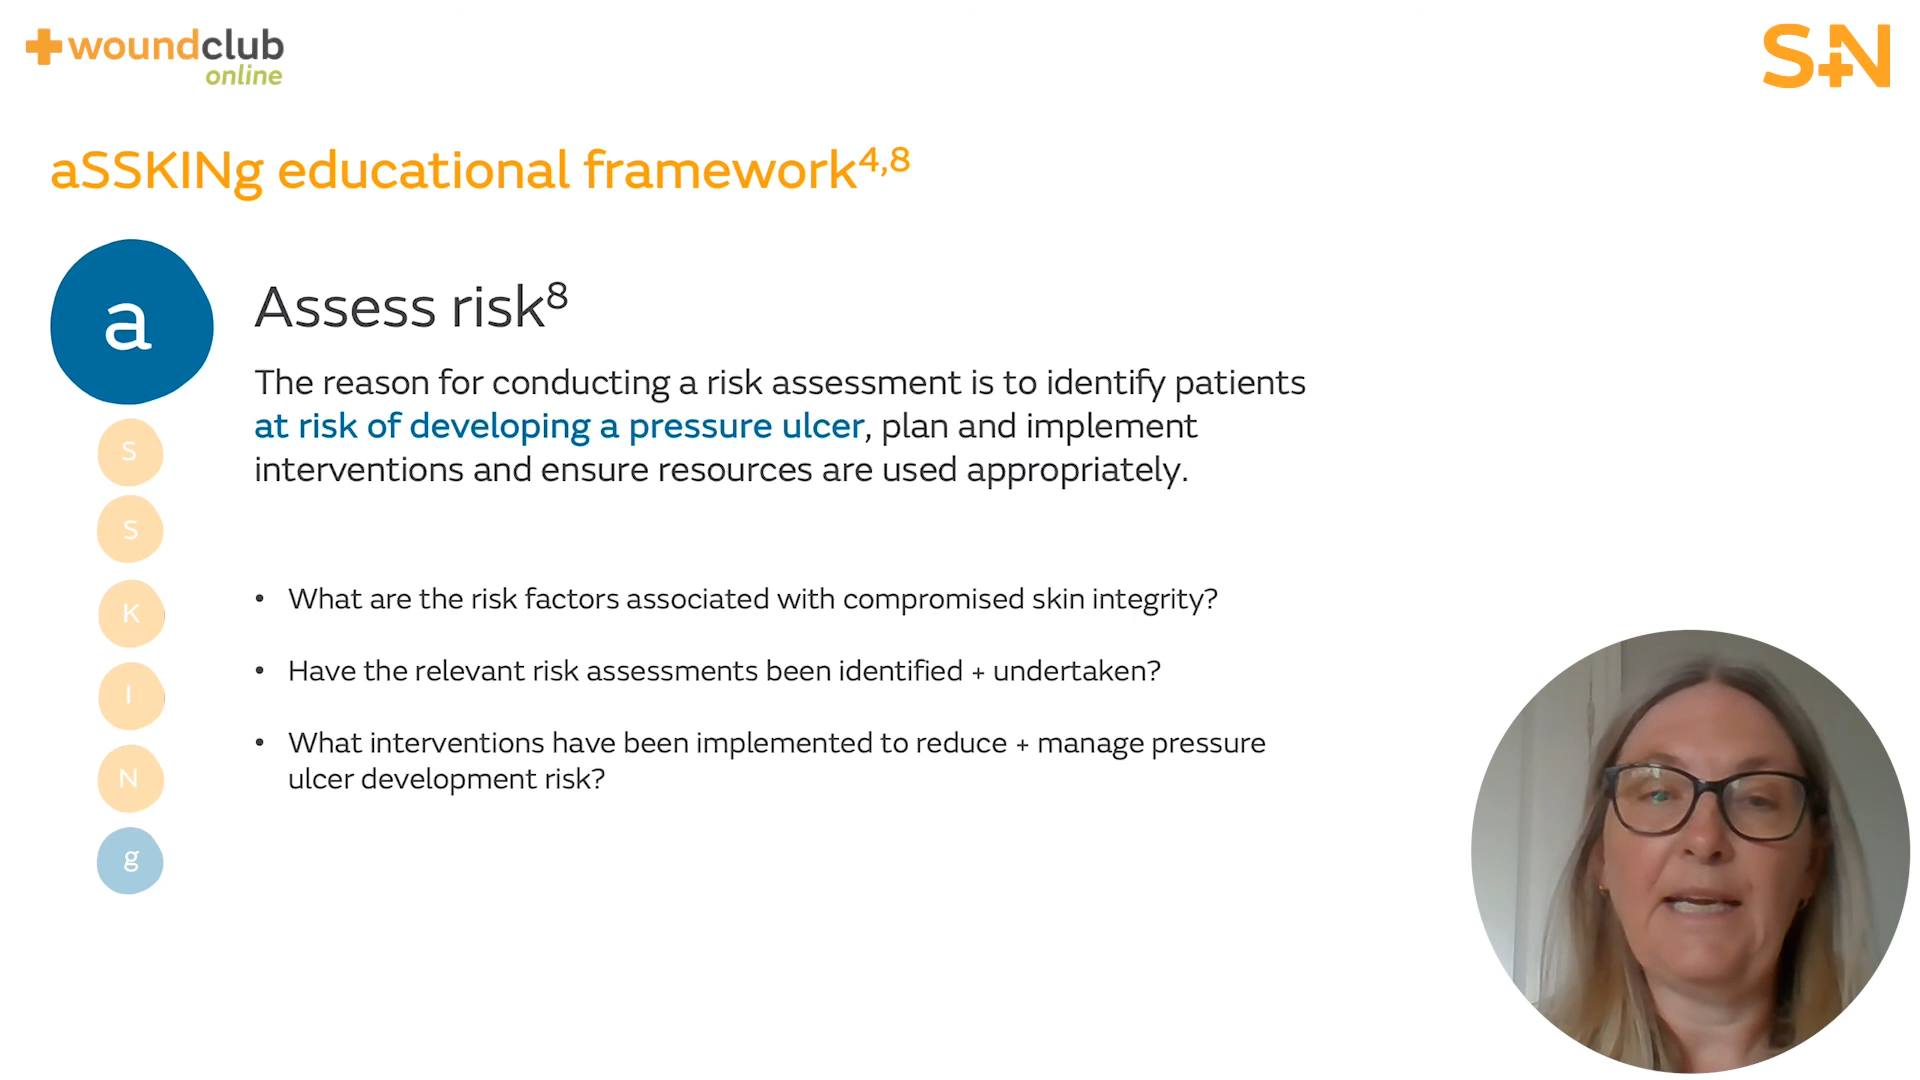 woundclub
online
S+N
aSSKINg educational framework⁴,⁸
a
Assess risk⁸
The reason for conducting a risk assessment is to identify patients
at risk of developing a pressure ulcer, plan and implement
interventions and ensure resources are used appropriately.
S
S
K
I
N
g
• What are the risk factors associated with compromised skin integrity?
• Have the relevant risk assessments been identified + undertaken?
• What interventions have been implemented to reduce + manage pressure
ulcer development risk?